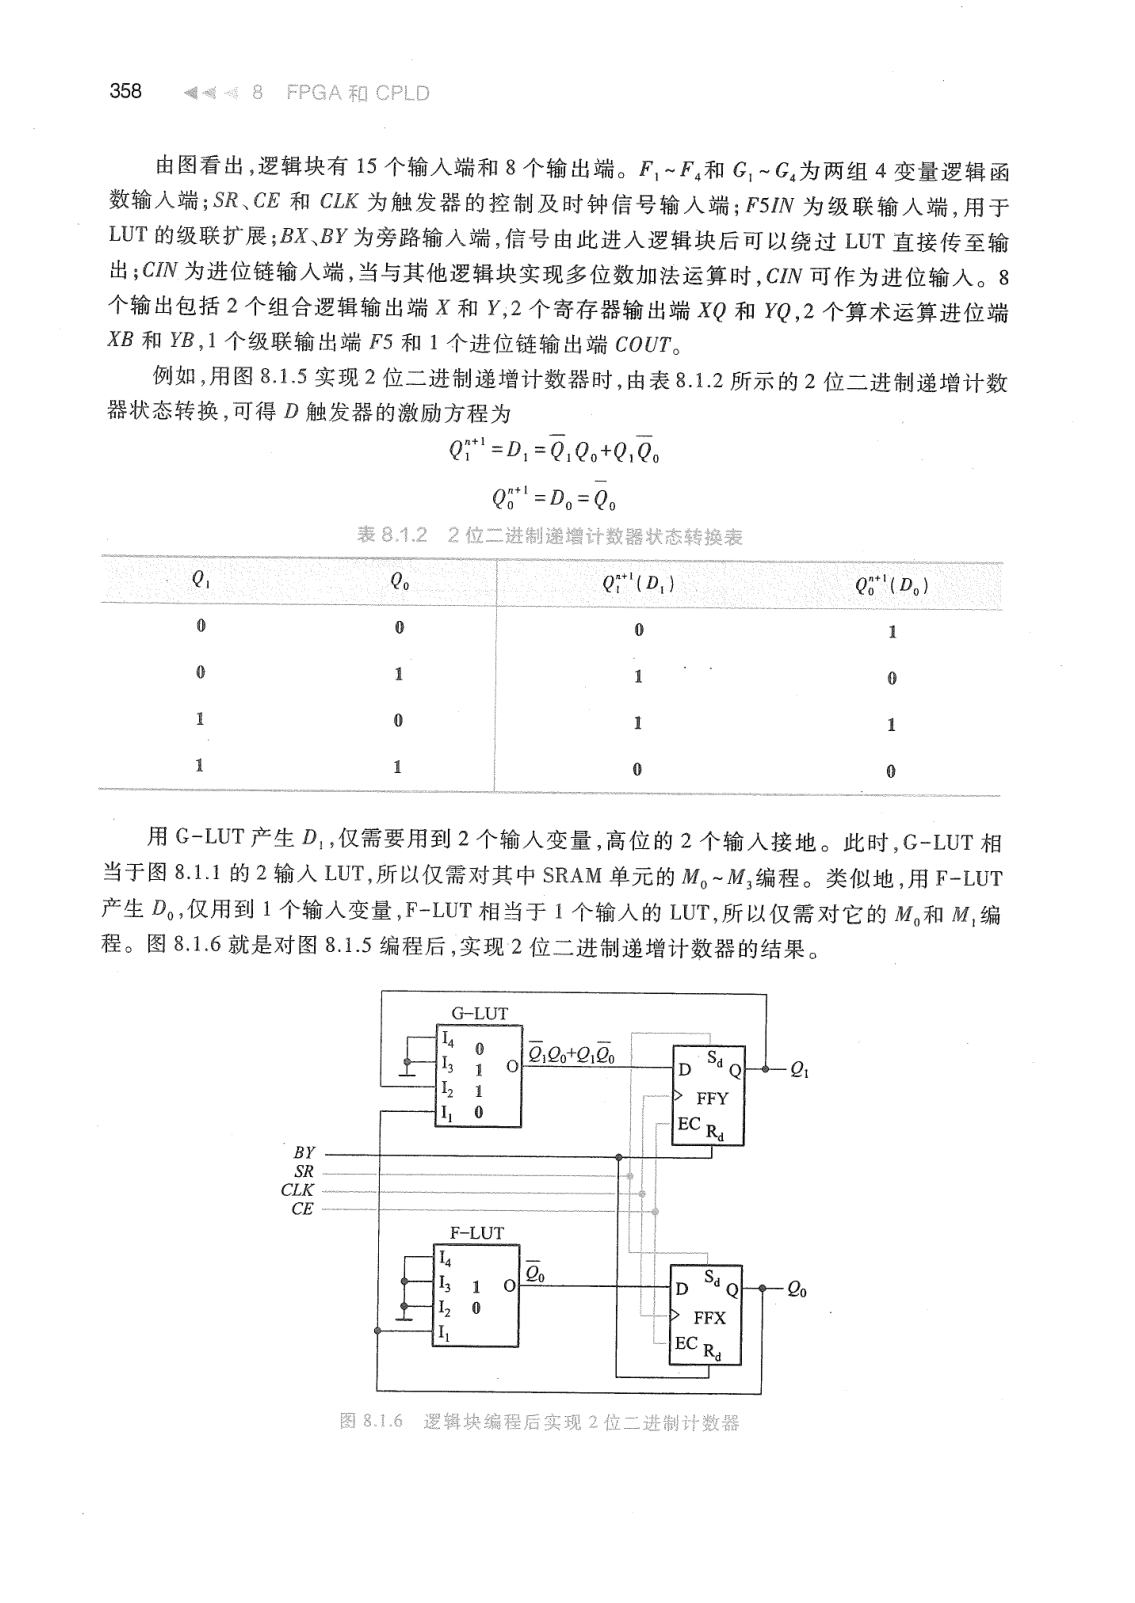 358 8 FPGA 和 CPLD
由图看出,逻辑块有 15 个输入端和 8 个输出端。F₁~F₄和 G₁~G₄为两组 4 变量逻辑函
数输入端;SR、CE 和 CLK 为触发器的控制及时钟信号输入端;F5IN 为级联输入端,用于
LUT 的级联扩展;BX、BY 为旁路输入端,信号由此进入逻辑块后可以绕过 LUT 直接传至输
出;CIN 为进位链输入端,当与其他逻辑块实现多位数加法运算时,CIN 可作为进位输入。8
个输出包括 2 个组合逻辑输出端 X 和 Y,2 个寄存器输出端 XQ 和 YQ,2 个算术运算进位端
XB 和 YB,1 个级联输出端 F5 和 1 个进位链输出端 COUT。
例如,用图 8.1.5 实现 2 位二进制递增计数器时,由表 8.1.2 所示的 2 位二进制递增计数
器状态转换,可得 D 触发器的激励方程为
Q₁ⁿ⁺¹ = D₁ = Q̅₁Q₀+Q₁Q̅₀
Q₀ⁿ⁺¹ = D₀ = Q̅₀
表 8.1.2 2 位二进制递增计数器状态转换表
Q₁ Q₀ Q₁ⁿ⁺¹(D₁) Q₀ⁿ⁺¹(D₀)
0 0 0 1
0 1 1 0
1 0 1 1
1 1 0 0
用 G-LUT 产生 D₁,仅需要用到 2 个输入变量,高位的 2 个输入接地。此时,G-LUT 相
当于图 8.1.1 的 2 输入 LUT,所以仅需对其中 SRAM 单元的 M₀~M₃编程。类似地,用 F-LUT
产生 D₀,仅用到 1 个输入变量,F-LUT 相当于 1 个输入的 LUT,所以仅需对它的 M₀和 M₁编
程。图 8.1.6 就是对图 8.1.5 编程后,实现 2 位二进制递增计数器的结果。
G-LUT
I₄ 0
I₃ 1 O
I₂ 1
I₁ 0
Q̅₁Q₀+Q₁Q̅₀
D Sd Q
FFY
EC Rd
Q₁
BY
SR
CLK
CE
F-LUT
I₄
I₃ 1 O
I₂ 0
I₁
Q̅₀
D Sd Q
FFX
EC Rd
Q₀
图 8.1.6 逻辑块编程后实现 2 位二进制计数器